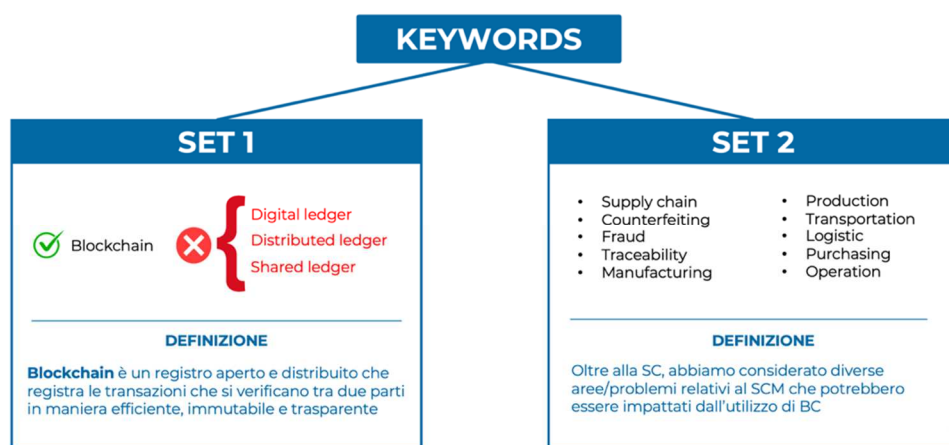 KEYWORDS
SET 1
Blockchain
Digital ledger
Distributed ledger
Shared ledger
DEFINIZIONE
Blockchain è un registro aperto e distribuito che
registra le transazioni che si verificano tra due parti
in maniera efficiente, immutabile e trasparente
SET 2
• Supply chain
• Counterfeiting
• Fraud
• Traceability
• Manufacturing
• Production
• Transportation
• Logistic
• Purchasing
• Operation
DEFINIZIONE
Oltre alla SC, abbiamo considerato diverse
aree/problemi relativi al SCM che potrebbero
essere impattati dall'utilizzo di BC